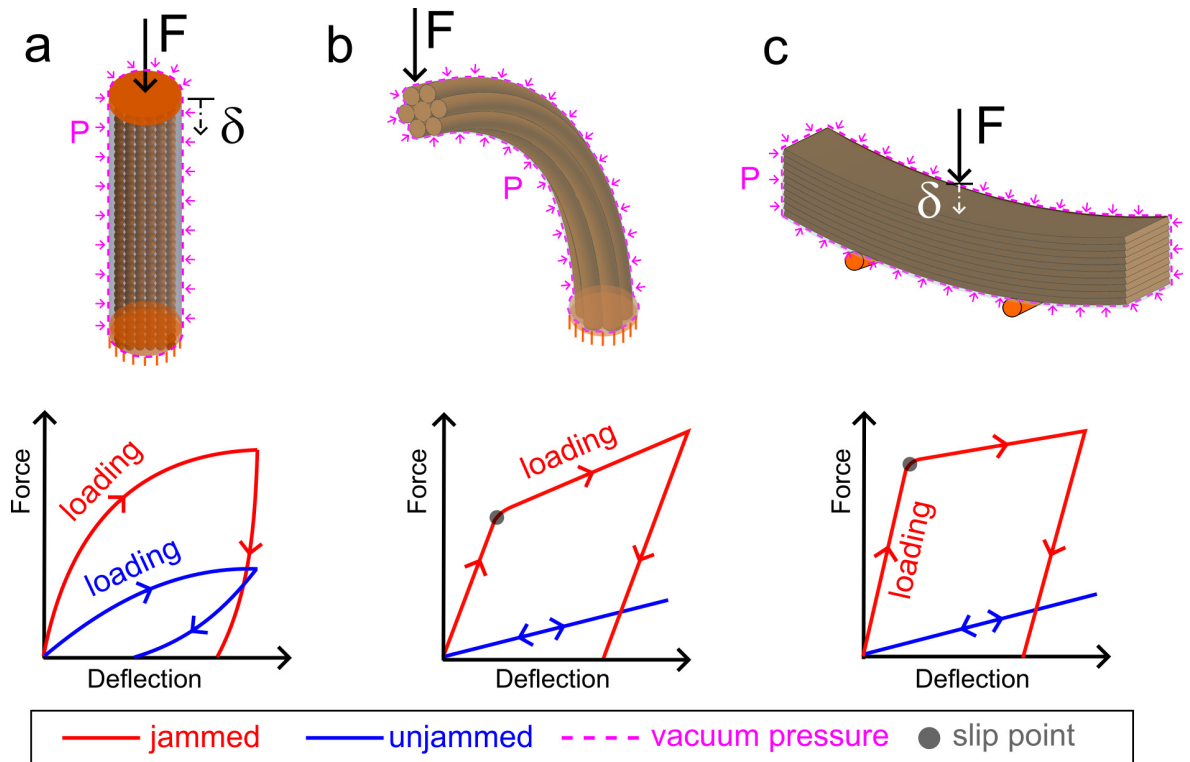 a
F
P
δ
b
F
P
c
F
P
δ
Force
loading
loading
Deflection
Force
loading
Deflection
Force
loading
Deflection
jammed unjammed vacuum pressure slip point